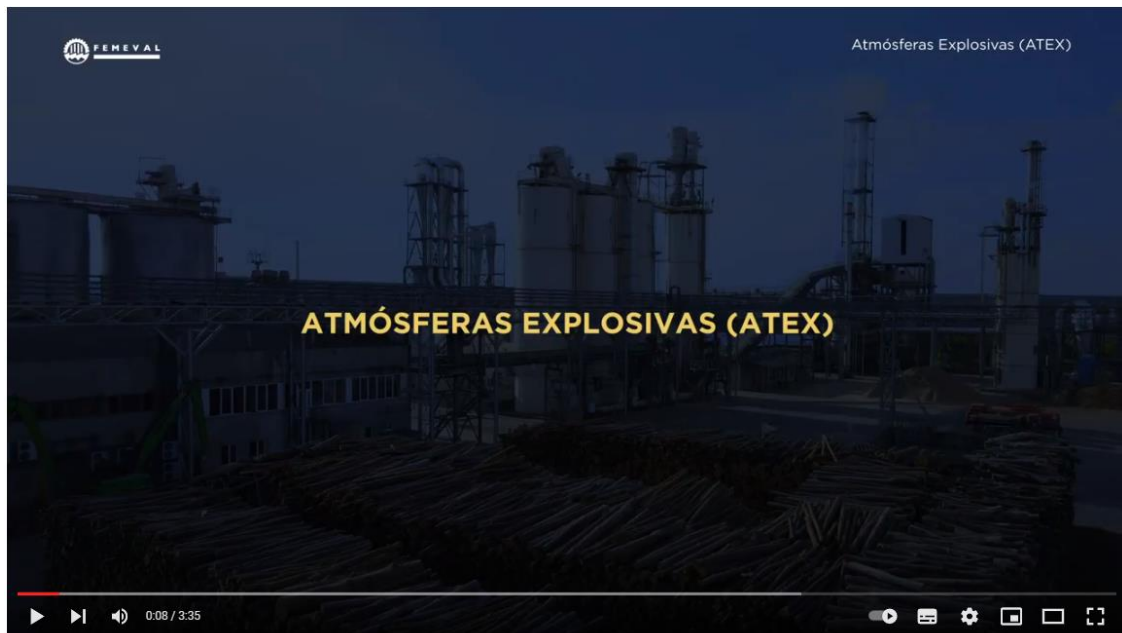 FEMEVAL
Atmósferas Explosivas (ATEX)
ATMÓSFERAS EXPLOSIVAS (ATEX)
0:08 / 3:35